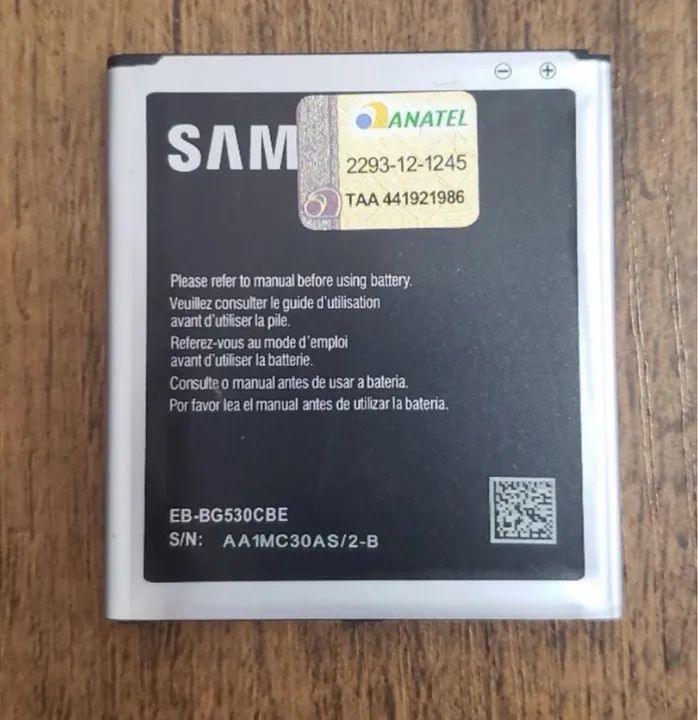 SAM
ANATEL
2293-12-1245
TAA 441921986
Please refer to manual before using battery.
Veuillez consulter le guide d'utilisation
avant d'utiliser la pile.
Referez-vous au mode d'emploi
avant d'utiliser la batterie.
Consulte o manual antes de usar a bateria.
Por favor lea el manual antes de utilizar la batería.
EB-BG530CBE
S/N: AA1MC30AS/2-B